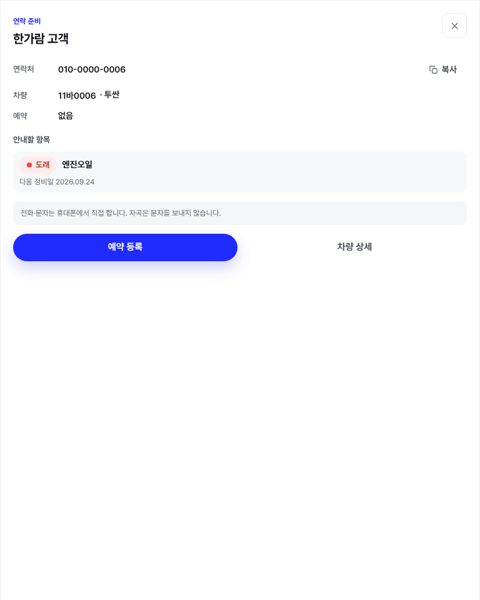 연락 준비
한가람 고객
연락처 010-0000-0006 복사
차량 11바0006 · 투싼
예약 없음
안내할 항목
도래 엔진오일
다음 정비일 2026.09.24
전화·문자는 휴대폰에서 직접 합니다. 차곡은 문자를 보내지 않습니다.
예약 등록 차량 상세